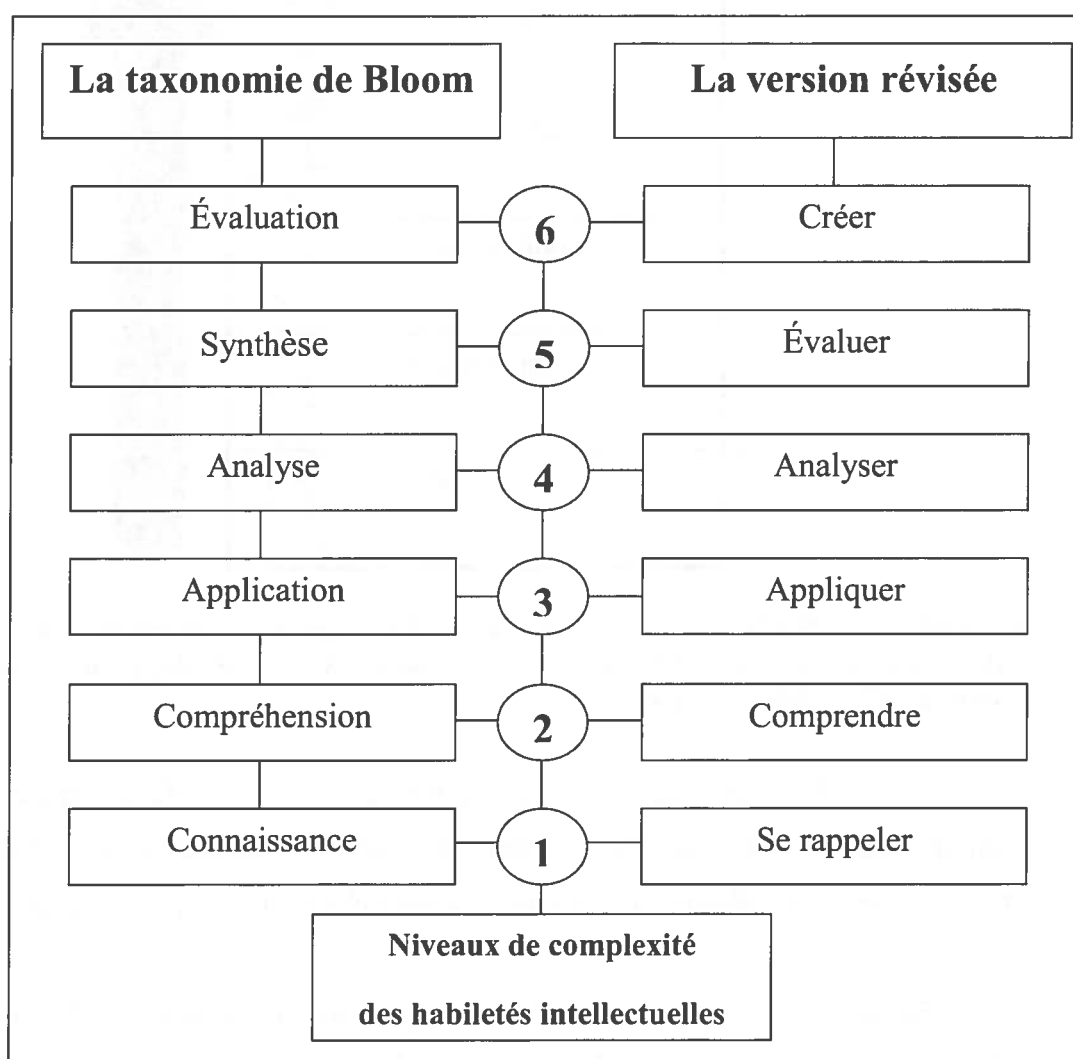 La taxonomie de Bloom
La version révisée
Évaluation
6
Créer
Synthèse
5
Évaluer
Analyse
4
Analyser
Application
3
Appliquer
Compréhension
2
Comprendre
Connaissance
1
Se rappeler
Niveaux de complexité
des habiletés intellectuelles